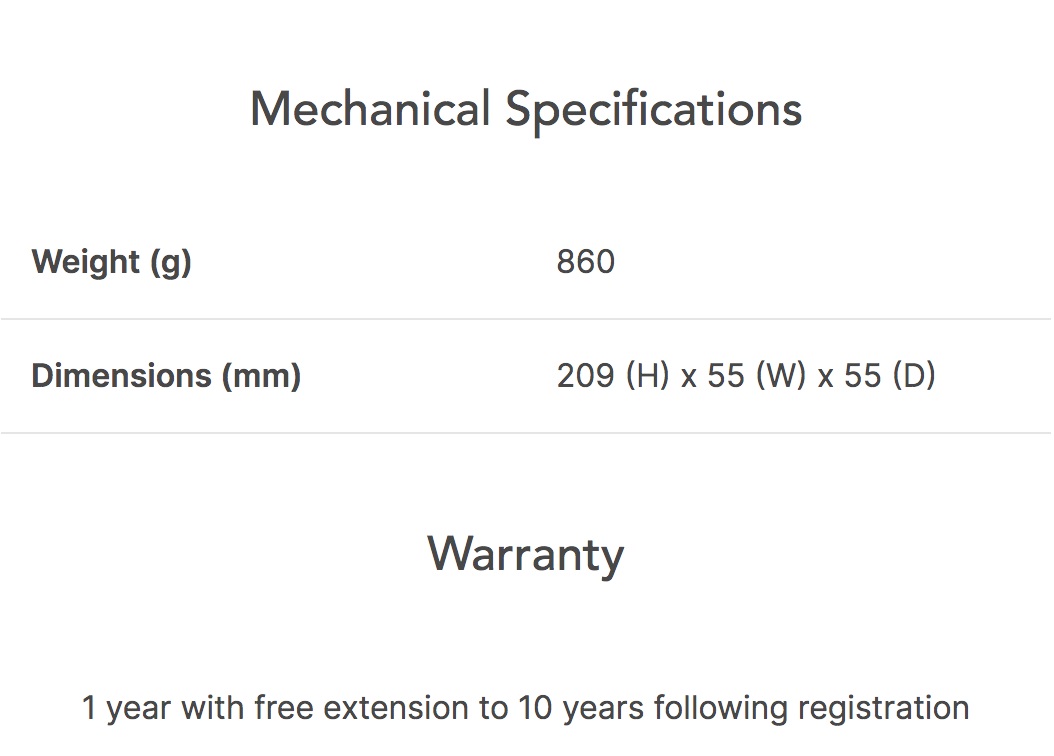 Mechanical Specifications
Weight (g) 860
Dimensions (mm) 209 (H) x 55 (W) x 55 (D)
Warranty
1 year with free extension to 10 years following registration